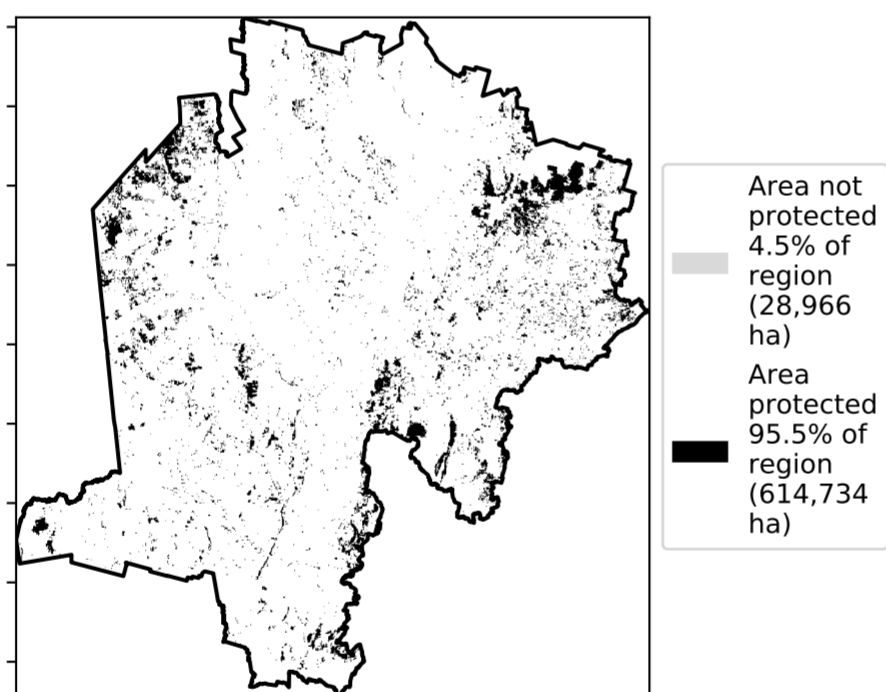 Area not
protected
4.5% of
region
(28,966
ha)
Area
protected
95.5% of
region
(614,734
ha)